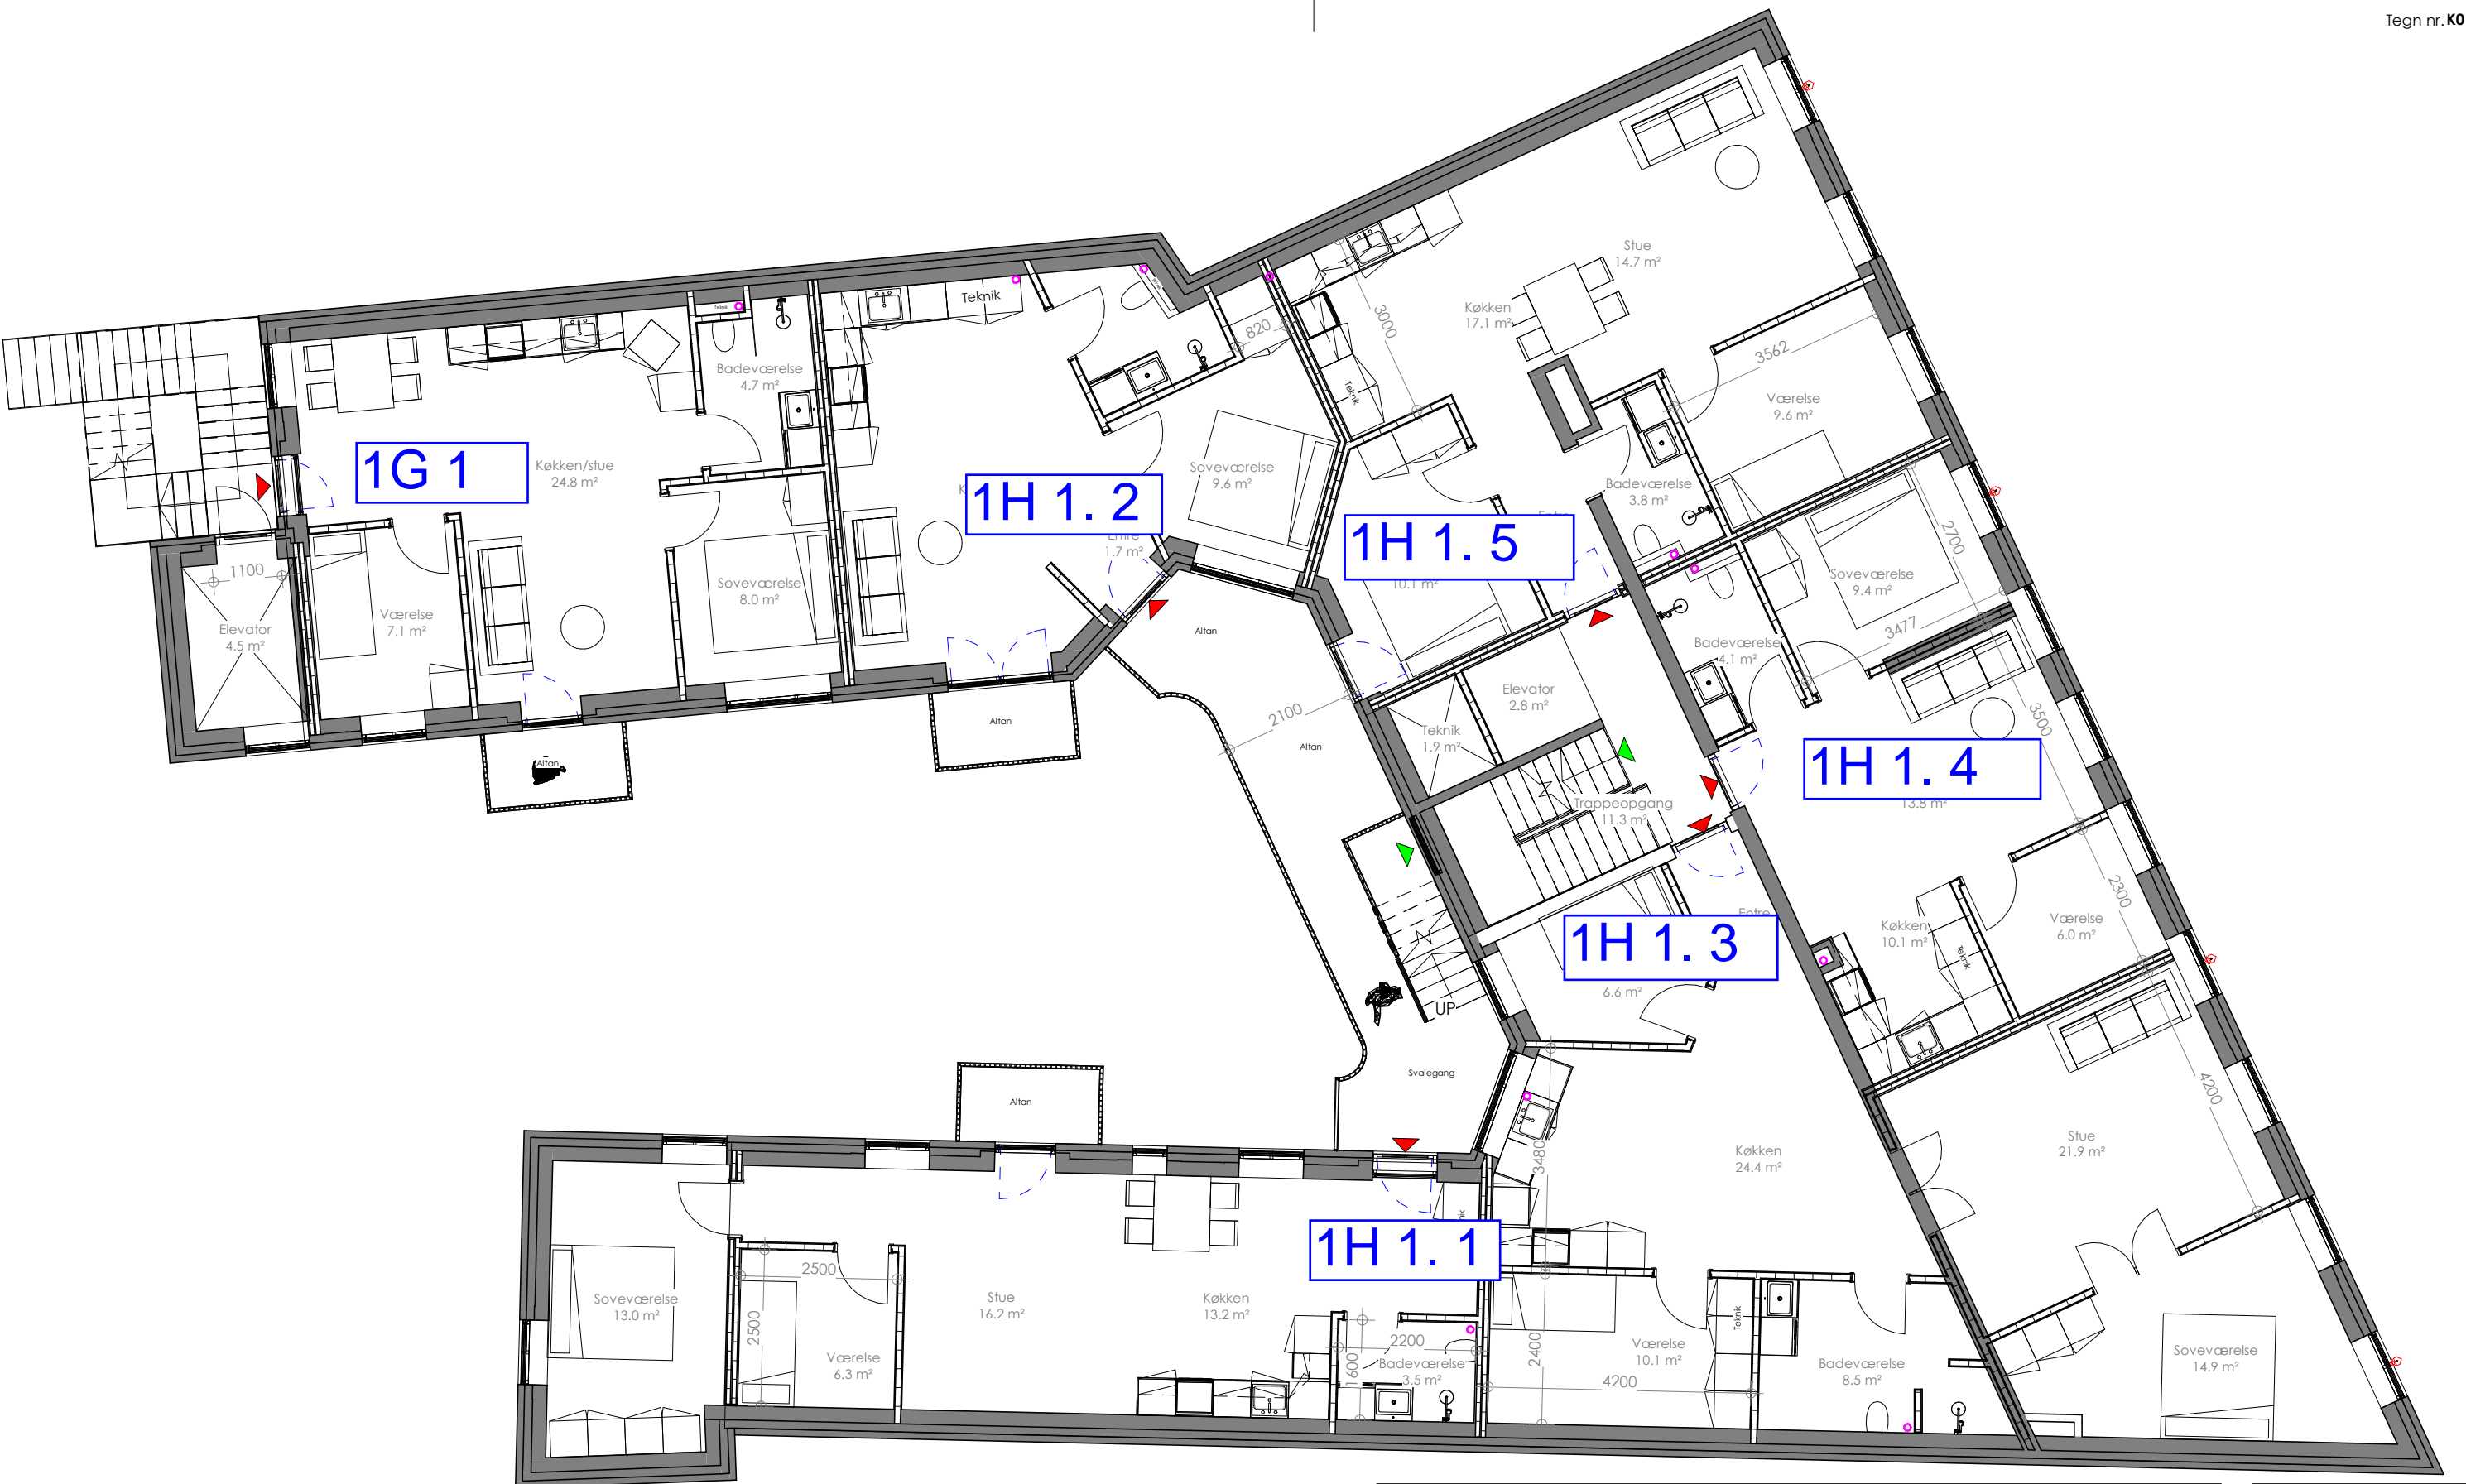 Tegn nr. K0
Stue
14.7 m²
Køkken
17.1 m²
3000
3562
Værelse
9.6 m²
Teknik
Teknik
820
Teknik
Badeværelse
4.7 m²
1G 1
Køkken/stue
24.8 m²
1H 1. 2
Entre
1.7 m²
Soveværelse
9.6 m²
1H 1. 5
10.1 m²
Badeværelse
3.8 m²
2700
Soveværelse
9.4 m²
3477
1100
Elevator
4.5 m²
Værelse
7.1 m²
Soveværelse
8.0 m²
Altan
Altan
Altan
Altan
2100
Elevator
2.8 m²
Teknik
1.9 m²
Badeværelse
4.1 m²
3500
1H 1. 4
13.8 m²
Trappeopgang
11.3 m²
2300
Værelse
6.0 m²
Køkken
10.1 m²
Teknik
Entre
1H 1. 3
6.6 m²
UP
Svalegang
Altan
3480
Køkken
24.4 m²
4200
Stue
21.9 m²
1H 1. 1
2500
2500
Soveværelse
13.0 m²
Værelse
6.3 m²
Stue
16.2 m²
Køkken
13.2 m²
2200
1600
Badeværelse
3.5 m²
2400
4200
Værelse
10.1 m²
Teknik
Badeværelse
8.5 m²
Soveværelse
14.9 m²